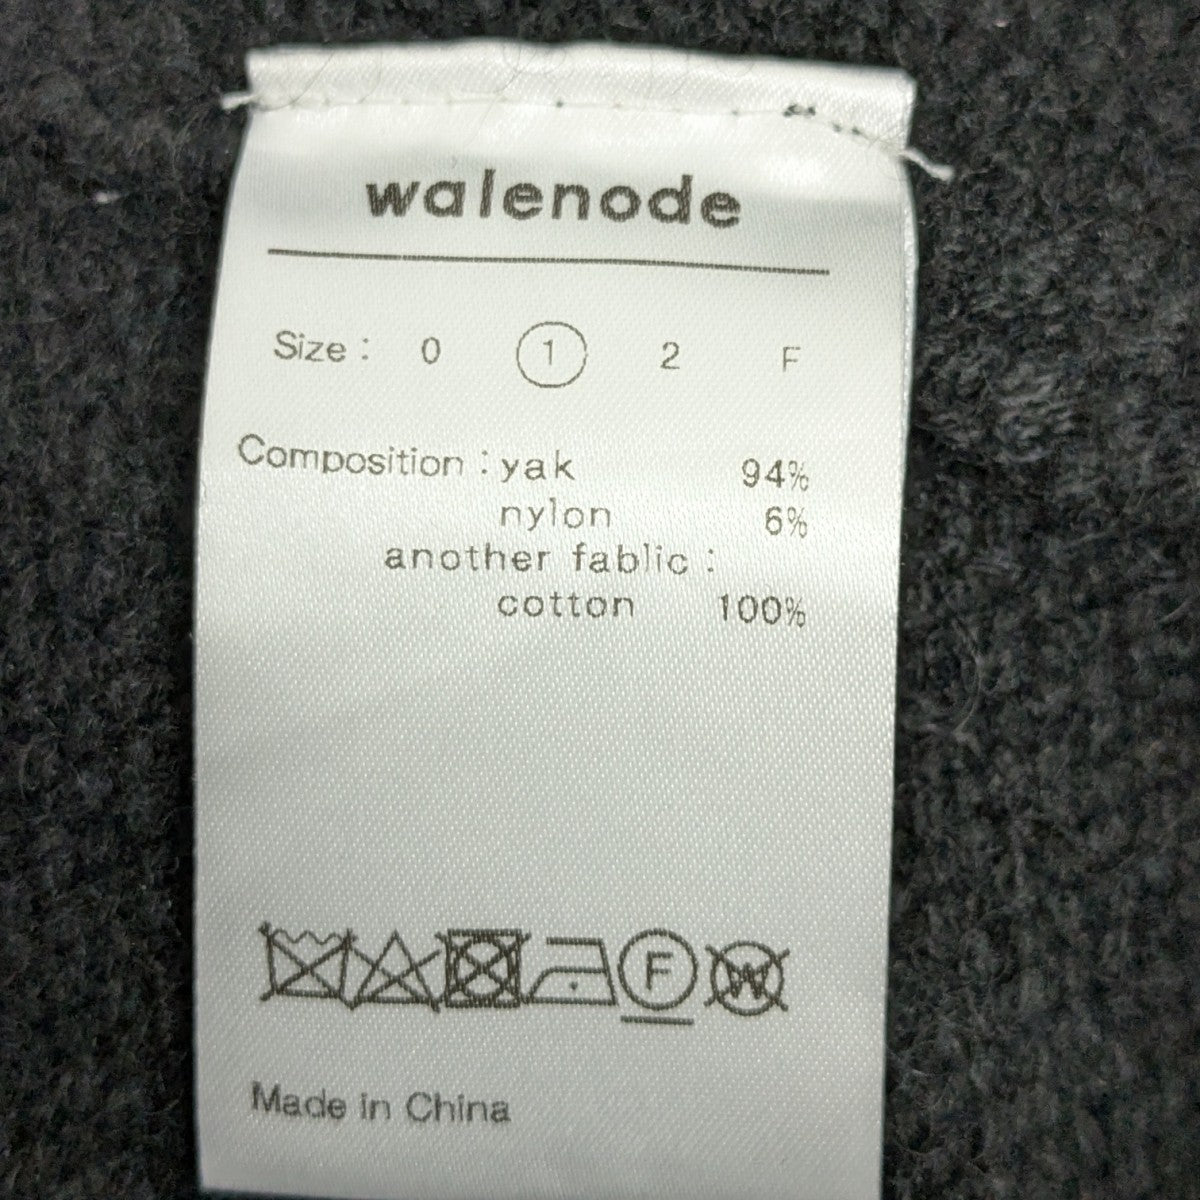 walenode
Size : 0 1 2 F
Composition : yak 94%
nylon 6%
another fablic :
cotton 100%
F W
Made in China